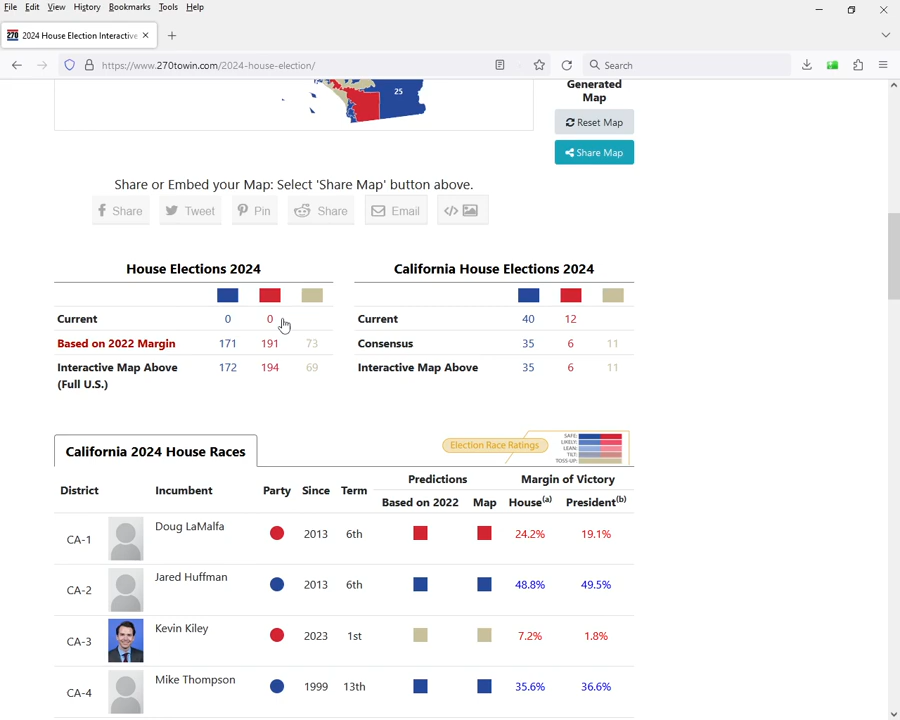 File Edit View History Bookmarks Tools Help
270 2024 House Election Interactive
https://www.270towin.com/2024-house-election/
Search
25
Generated
Map
Reset Map
Share Map
Share or Embed your Map: Select 'Share Map' button above.
Share Tweet Pin Share Email
House Elections 2024
Current 0 0
Based on 2022 Margin 171 191 73
Interactive Map Above 172 194 69
(Full U.S.)
California House Elections 2024
Current 40 12
Consensus 35 6 11
Interactive Map Above 35 6 11
California 2024 House Races
Election Race Ratings
SAFE:
LIKELY:
LEAN:
TILT:
TOSS-UP:
Predictions Margin of Victory
District Incumbent Party Since Term
Based on 2022 Map House(a) President(b)
CA-1 Doug LaMalfa 2013 6th 24.2% 19.1%
CA-2 Jared Huffman 2013 6th 48.8% 49.5%
CA-3 Kevin Kiley 2023 1st 7.2% 1.8%
CA-4 Mike Thompson 1999 13th 35.6% 36.6%